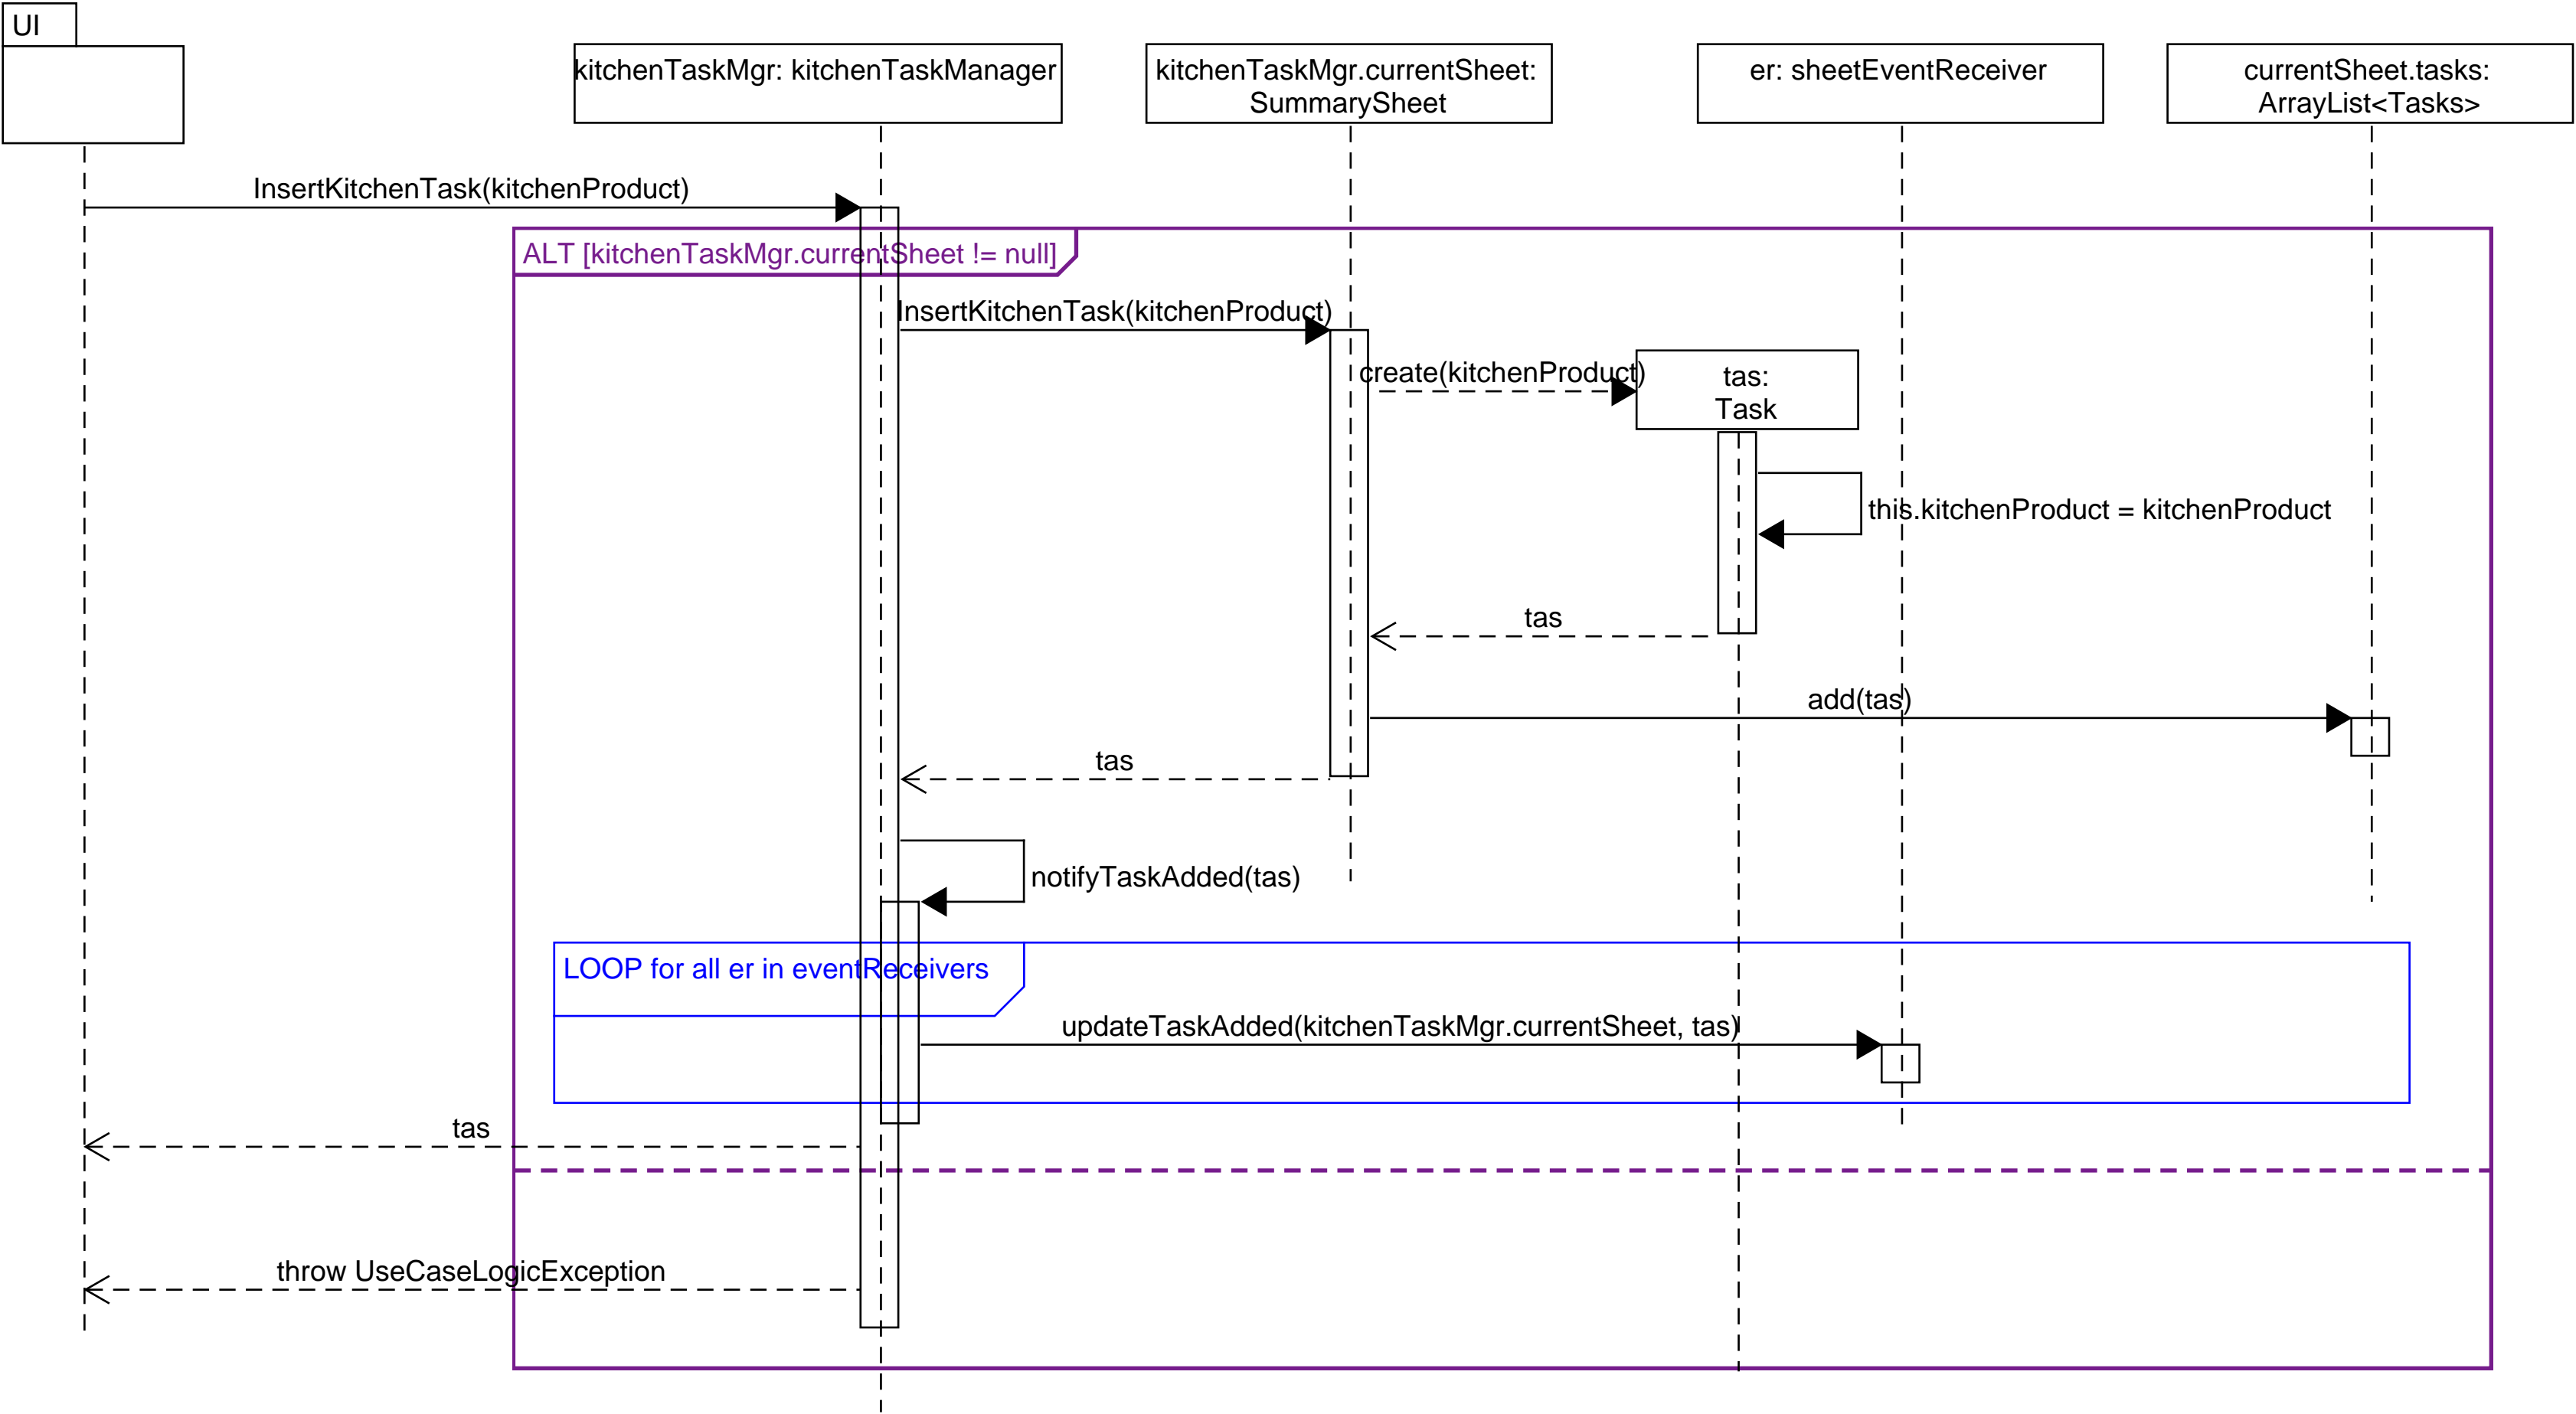 UI
kitchenTaskMgr: kitchenTaskManager
kitchenTaskMgr.currentSheet:
SummarySheet
er: sheetEventReceiver
currentSheet.tasks:
ArrayList<Tasks>
InsertKitchenTask(kitchenProduct)
ALT [kitchenTaskMgr.currentSheet != null]
InsertKitchenTask(kitchenProduct)
create(kitchenProduct)
tas:
Task
this.kitchenProduct = kitchenProduct
tas
add(tas)
tas
notifyTaskAdded(tas)
LOOP for all er in eventReceivers
updateTaskAdded(kitchenTaskMgr.currentSheet, tas)
tas
throw UseCaseLogicException